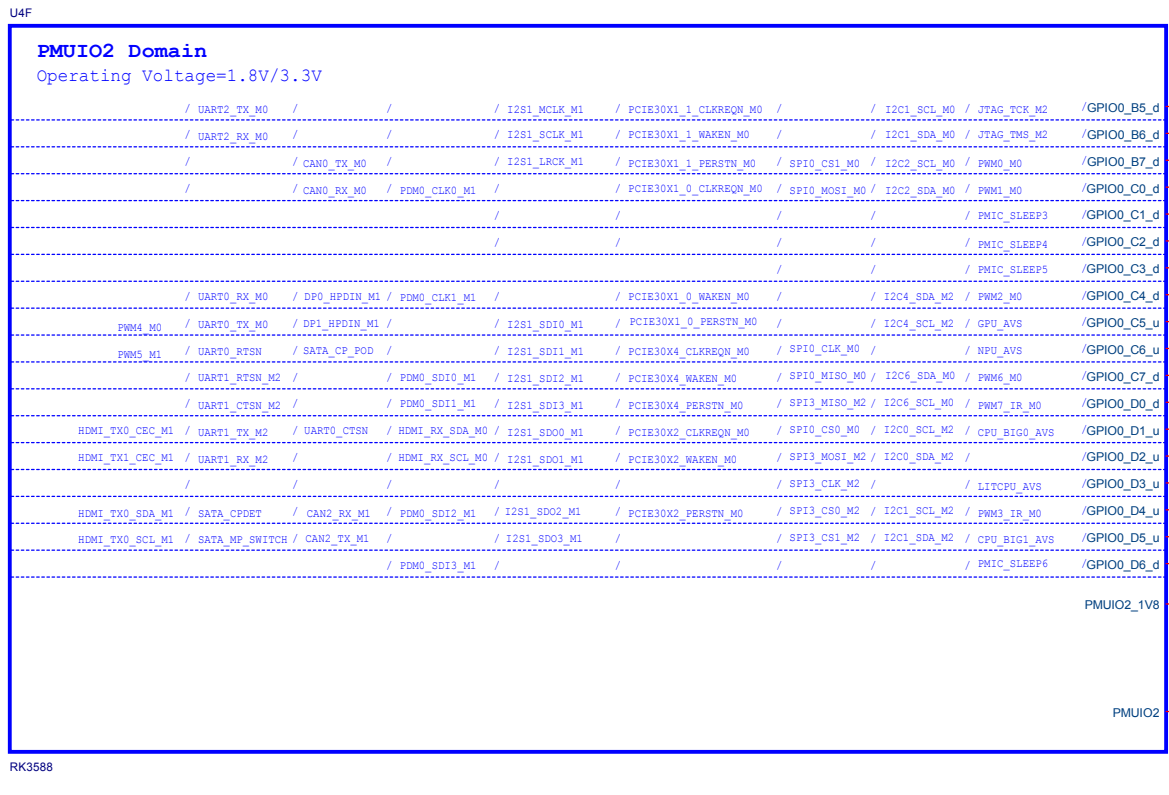 U4F
PMUIO2 Domain
Operating Voltage=1.8V/3.3V
/ UART2_TX_M0 / / / I2S1_MCLK_M1 / PCIE30X1_1_CLKREQN_M0 / / I2C1_SCL_M0 / JTAG_TCK_M2 /GPIO0_B5_d
/ UART2_RX_M0 / / / I2S1_SCLK_M1 / PCIE30X1_1_WAKEN_M0 / / I2C1_SDA_M0 / JTAG_TMS_M2 /GPIO0_B6_d
/ / CAN0_TX_M0 / / I2S1_LRCK_M1 / PCIE30X1_1_PERSTN_M0 / SPI0_CS1_M0 / I2C2_SCL_M0 / PWM0_M0 /GPIO0_B7_d
/ / CAN0_RX_M0 / PDM0_CLK0_M1 / / PCIE30X1_0_CLKREQN_M0 / SPI0_MOSI_M0 / I2C2_SDA_M0 / PWM1_M0 /GPIO0_C0_d
/ / / / / PMIC_SLEEP3 /GPIO0_C1_d
/ / / / / PMIC_SLEEP4 /GPIO0_C2_d
/ / / PMIC_SLEEP5 /GPIO0_C3_d
/ UART0_RX_M0 / DP0_HPDIN_M1 / PDM0_CLK1_M1 / / PCIE30X1_0_WAKEN_M0 / / I2C4_SDA_M2 / PWM2_M0 /GPIO0_C4_d
PWM4_M0 / UART0_TX_M0 / DP1_HPDIN_M1 / / I2S1_SDI0_M1 / PCIE30X1_0_PERSTN_M0 / / I2C4_SCL_M2 / GPU_AVS /GPIO0_C5_u
PWM5_M1 / UART0_RTSN / SATA_CP_POD / / I2S1_SDI1_M1 / PCIE30X4_CLKREQN_M0 / SPI0_CLK_M0 / / NPU_AVS /GPIO0_C6_u
/ UART1_RTSN_M2 / / PDM0_SDI0_M1 / I2S1_SDI2_M1 / PCIE30X4_WAKEN_M0 / SPI0_MISO_M0 / I2C6_SDA_M0 / PWM6_M0 /GPIO0_C7_d
/ UART1_CTSN_M2 / / PDM0_SDI1_M1 / I2S1_SDI3_M1 / PCIE30X4_PERSTN_M0 / SPI3_MISO_M2 / I2C6_SCL_M0 / PWM7_IR_M0 /GPIO0_D0_d
HDMI_TX0_CEC_M1 / UART1_TX_M2 / UART0_CTSN / HDMI_RX_SDA_M0 / I2S1_SDO0_M1 / PCIE30X2_CLKREQN_M0 / SPI0_CS0_M0 / I2C0_SCL_M2 / CPU_BIG0_AVS /GPIO0_D1_u
HDMI_TX1_CEC_M1 / UART1_RX_M2 / / HDMI_RX_SCL_M0 / I2S1_SDO1_M1 / PCIE30X2_WAKEN_M0 / SPI3_MOSI_M2 / I2C0_SDA_M2 / /GPIO0_D2_u
/ / / / / / SPI3_CLK_M2 / / LITCPU_AVS /GPIO0_D3_u
HDMI_TX0_SDA_M1 / SATA_CPDET / CAN2_RX_M1 / PDM0_SDI2_M1 / I2S1_SDO2_M1 / PCIE30X2_PERSTN_M0 / SPI3_CS0_M2 / I2C1_SCL_M2 / PWM3_IR_M0 /GPIO0_D4_u
HDMI_TX0_SCL_M1 / SATA_MP_SWITCH / CAN2_TX_M1 / / I2S1_SDO3_M1 / / SPI3_CS1_M2 / I2C1_SDA_M2 / CPU_BIG1_AVS /GPIO0_D5_u
/ PDM0_SDI3_M1 / / / / / PMIC_SLEEP6 /GPIO0_D6_d
PMUIO2_1V8
PMUIO2
RK3588